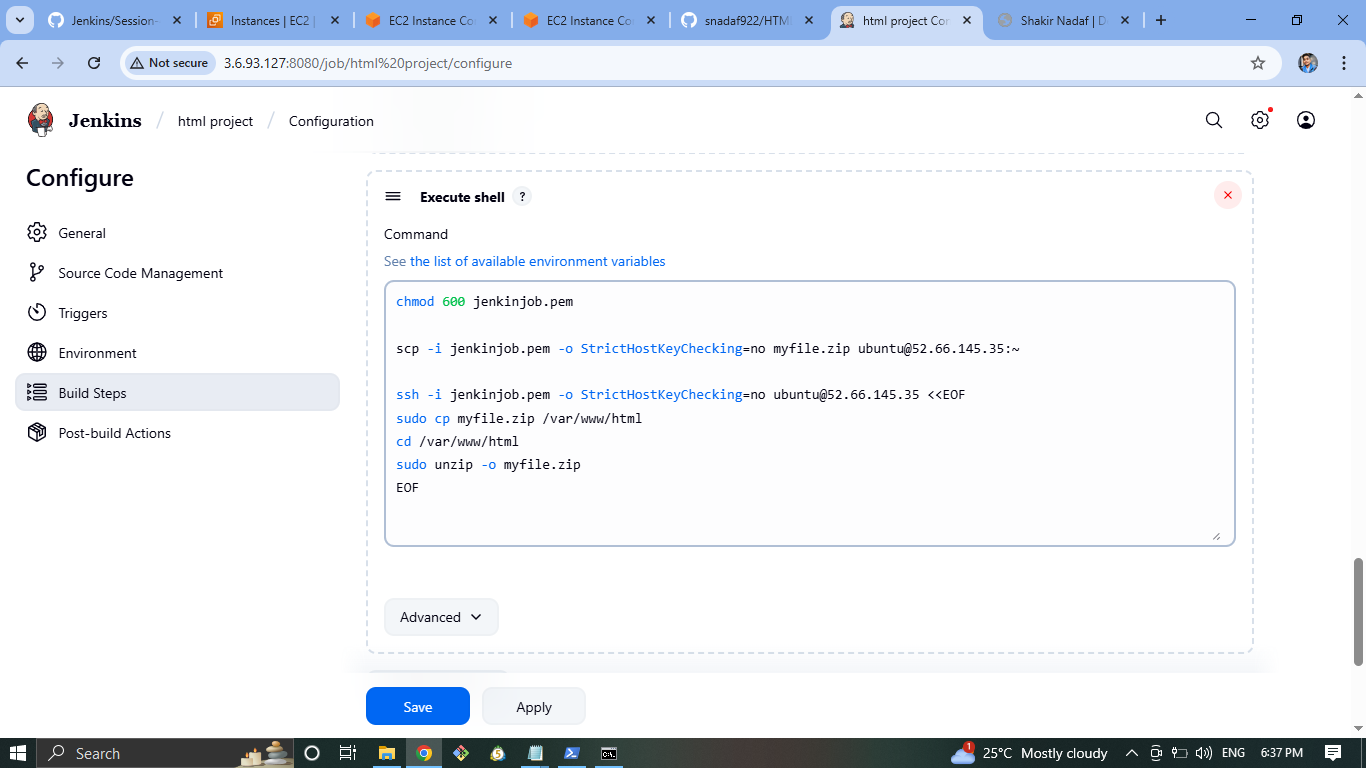 Jenkins/Session-
Instances | EC2 |
EC2 Instance Co
EC2 Instance Co
snadaf922/HTM
html project Con
Shakir Nadaf | D
Not secure
3.6.93.127:8080/job/html%20project/configure
Jenkins / html project / Configuration
Configure
General
Source Code Management
Triggers
Environment
Build Steps
Post-build Actions
Execute shell ?
Command
See the list of available environment variables
chmod 600 jenkinjob.pem
scp -i jenkinjob.pem -o StrictHostKeyChecking=no myfile.zip ubuntu@52.66.145.35:~
ssh -i jenkinjob.pem -o StrictHostKeyChecking=no ubuntu@52.66.145.35 <<EOF
sudo cp myfile.zip /var/www/html
cd /var/www/html
sudo unzip -o myfile.zip
EOF
Advanced
Save
Apply
Search
1
25°C Mostly cloudy
ENG
6:37 PM